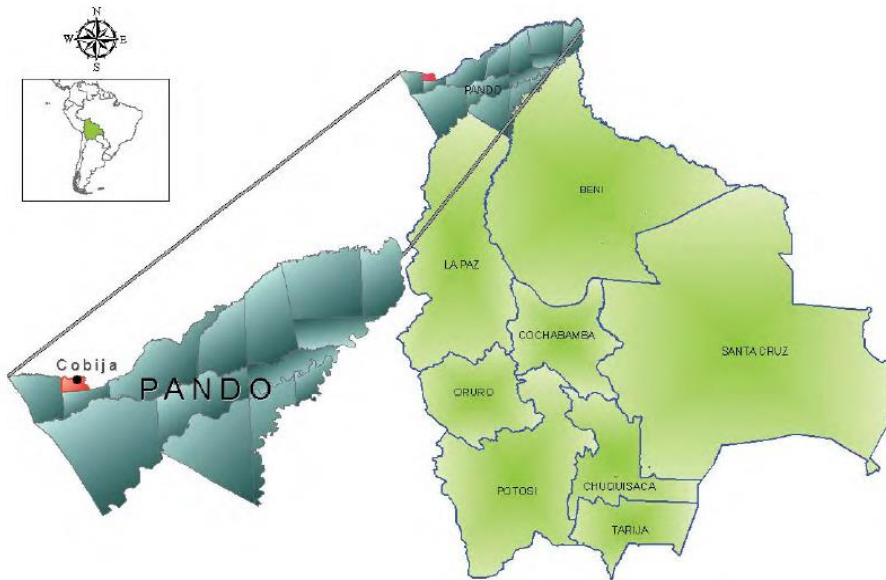 N
W E
S
PANDO
BENI
LA PAZ
COCHABAMBA
SANTA CRUZ
Cobija
PANDO
ORURO
POTOSI
CHUQUISACA
TARIJA